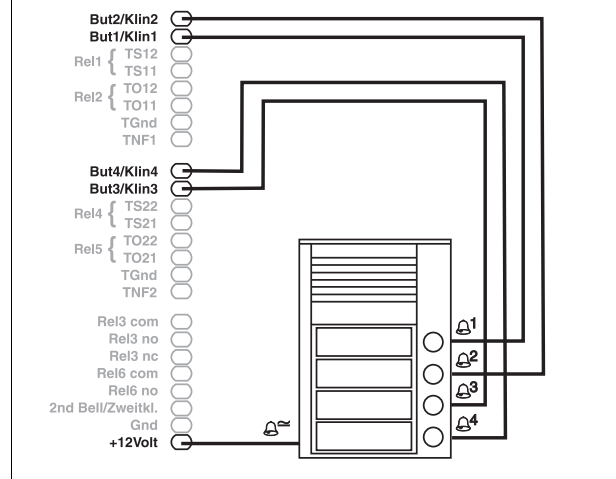 But2/Klin2
But1/Klin1
Rel1 { TS12
TS11
Rel2 { TO12
TO11
TGnd
TNF1
But4/Klin4
But3/Klin3
Rel4 { TS22
TS21
Rel5 { TO22
TO21
TGnd
TNF2
Rel3 com
Rel3 no
Rel3 nc
Rel6 com
Rel6 no
2nd Bell/Zweitkl.
Gnd
+12Volt
1
2
3
4
≃